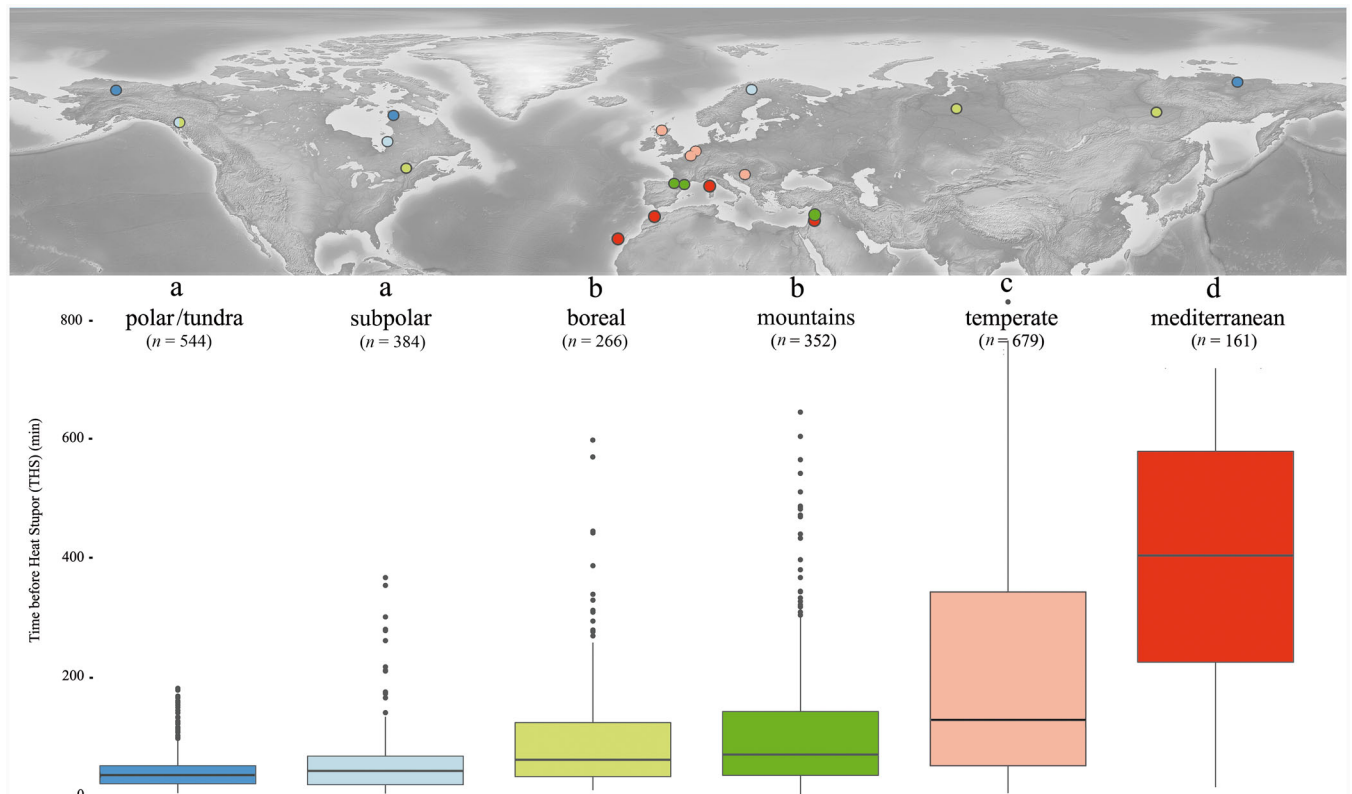 a a b b c d
polar/tundra subpolar boreal mountains temperate mediterranean
(n = 544) (n = 384) (n = 266) (n = 352) (n = 679) (n = 161)
Time before Heat Stupor (THS) (min)
800
600
400
200
0